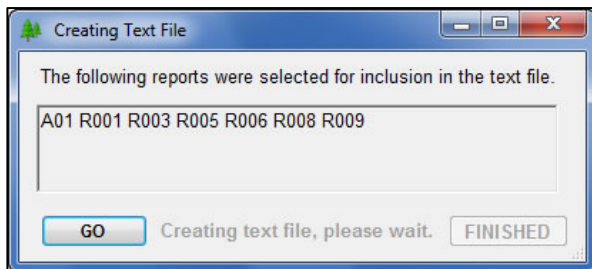 Creating Text File
The following reports were selected for inclusion in the text file.
A01 R001 R003 R005 R006 R008 R009
GO Creating text file, please wait. FINISHED